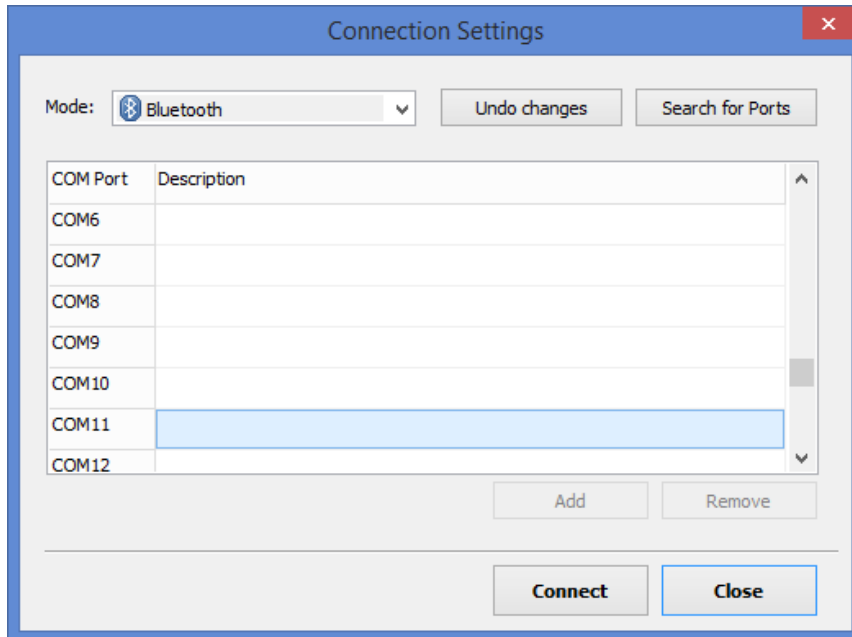 Connection Settings
Mode: Bluetooth Undo changes Search for Ports
COM Port Description
COM6
COM7
COM8
COM9
COM10
COM11
COM12
Add Remove
Connect Close